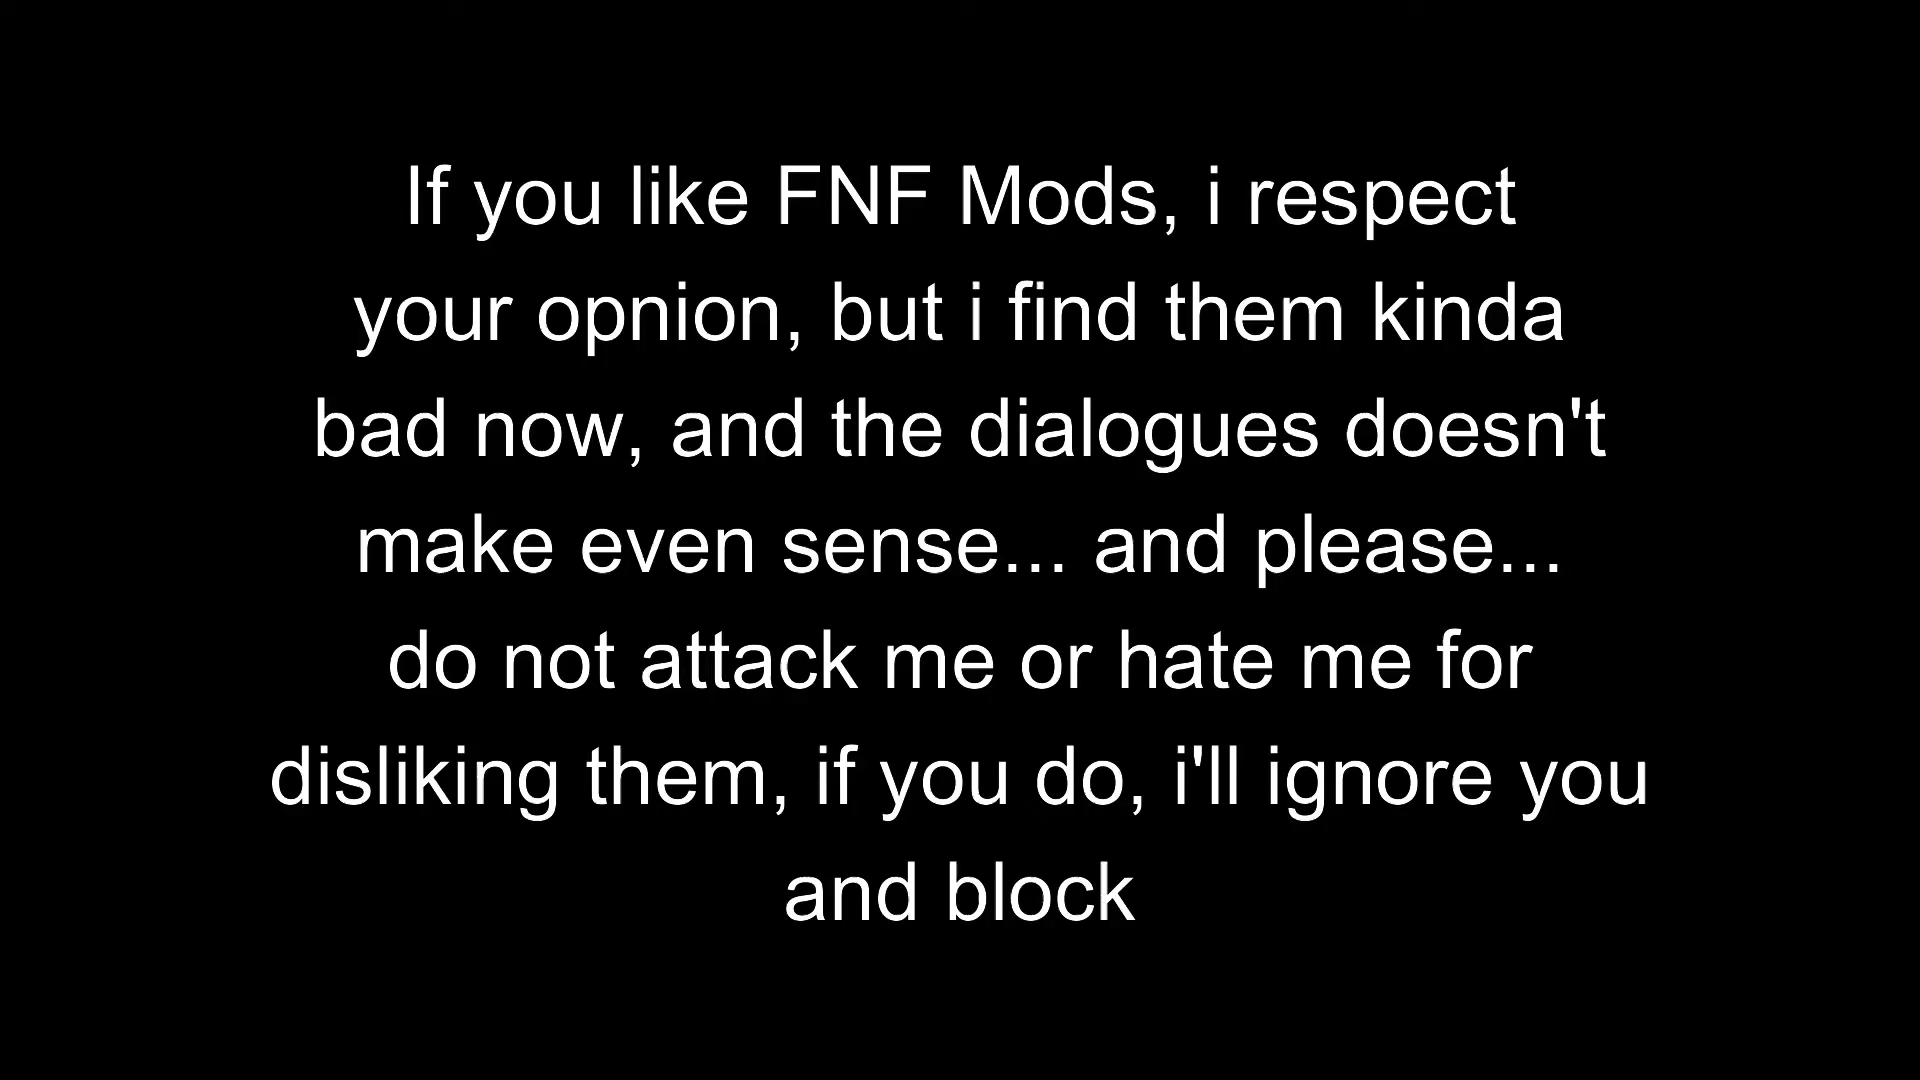 If you like FNF Mods, i respect
your opnion, but i find them kinda
bad now, and the dialogues doesn't
make even sense... and please...
do not attack me or hate me for
disliking them, if you do, i'll ignore you
and block